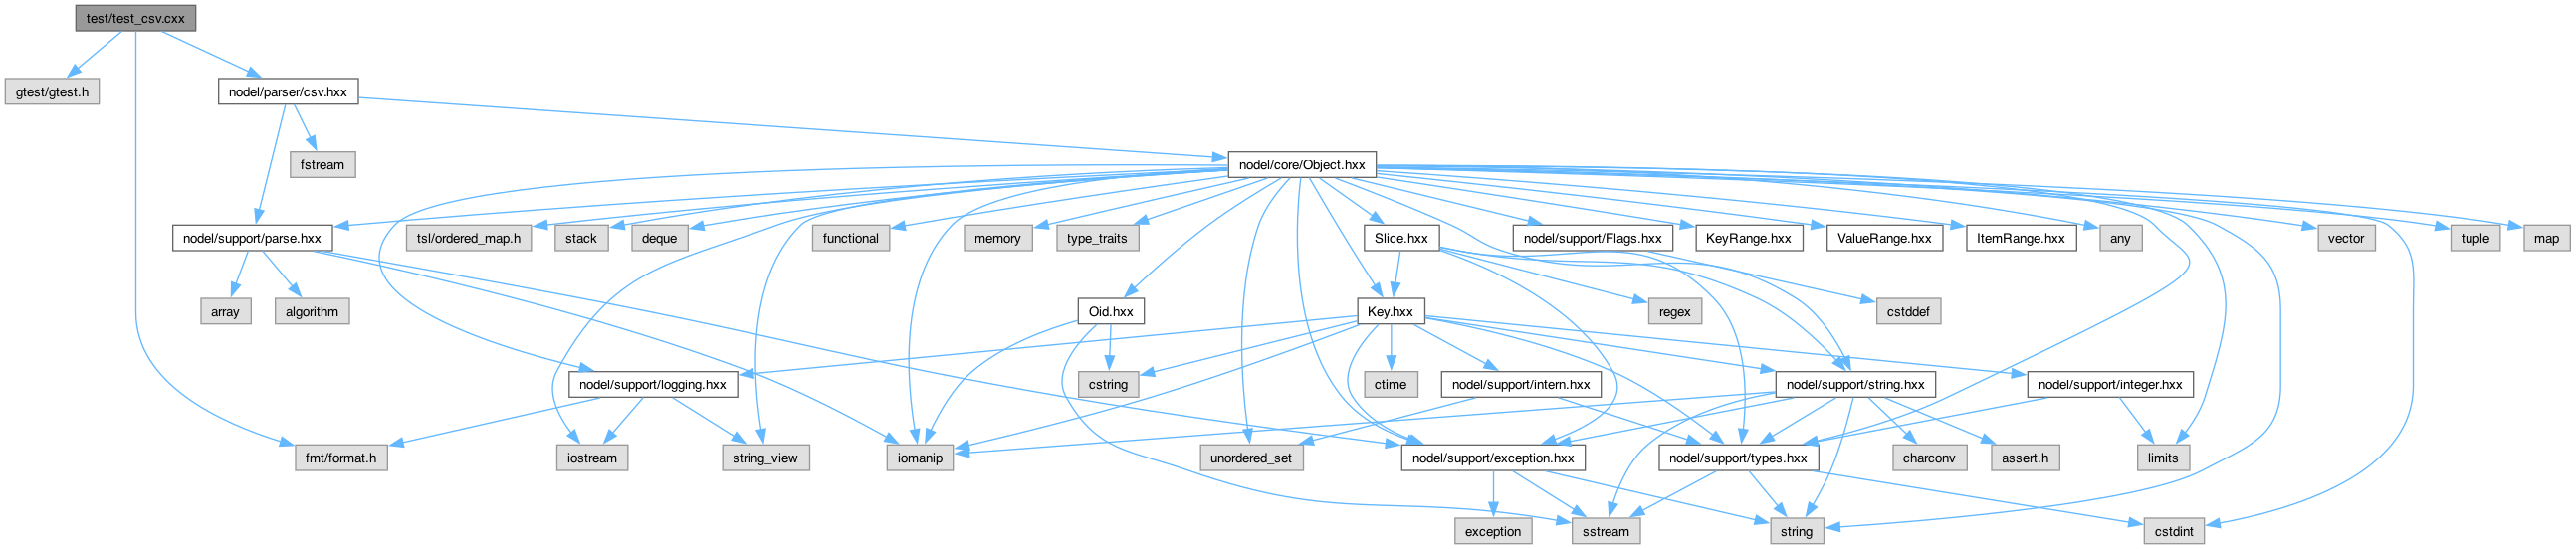 test/test_csv.cxx
gtest/gtest.h
nodel/parser/csv.hxx
fstream
nodel/core/Object.hxx
nodel/support/parse.hxx
tsl/ordered_map.h
stack
deque
functional
memory
type_traits
Slice.hxx
nodel/support/Flags.hxx
KeyRange.hxx
ValueRange.hxx
ItemRange.hxx
any
vector
tuple
map
array
algorithm
Oid.hxx
Key.hxx
regex
cstddef
nodel/support/logging.hxx
cstring
ctime
nodel/support/intern.hxx
nodel/support/string.hxx
nodel/support/integer.hxx
fmt/format.h
iostream
string_view
iomanip
unordered_set
nodel/support/exception.hxx
nodel/support/types.hxx
charconv
assert.h
limits
exception
sstream
string
cstdint